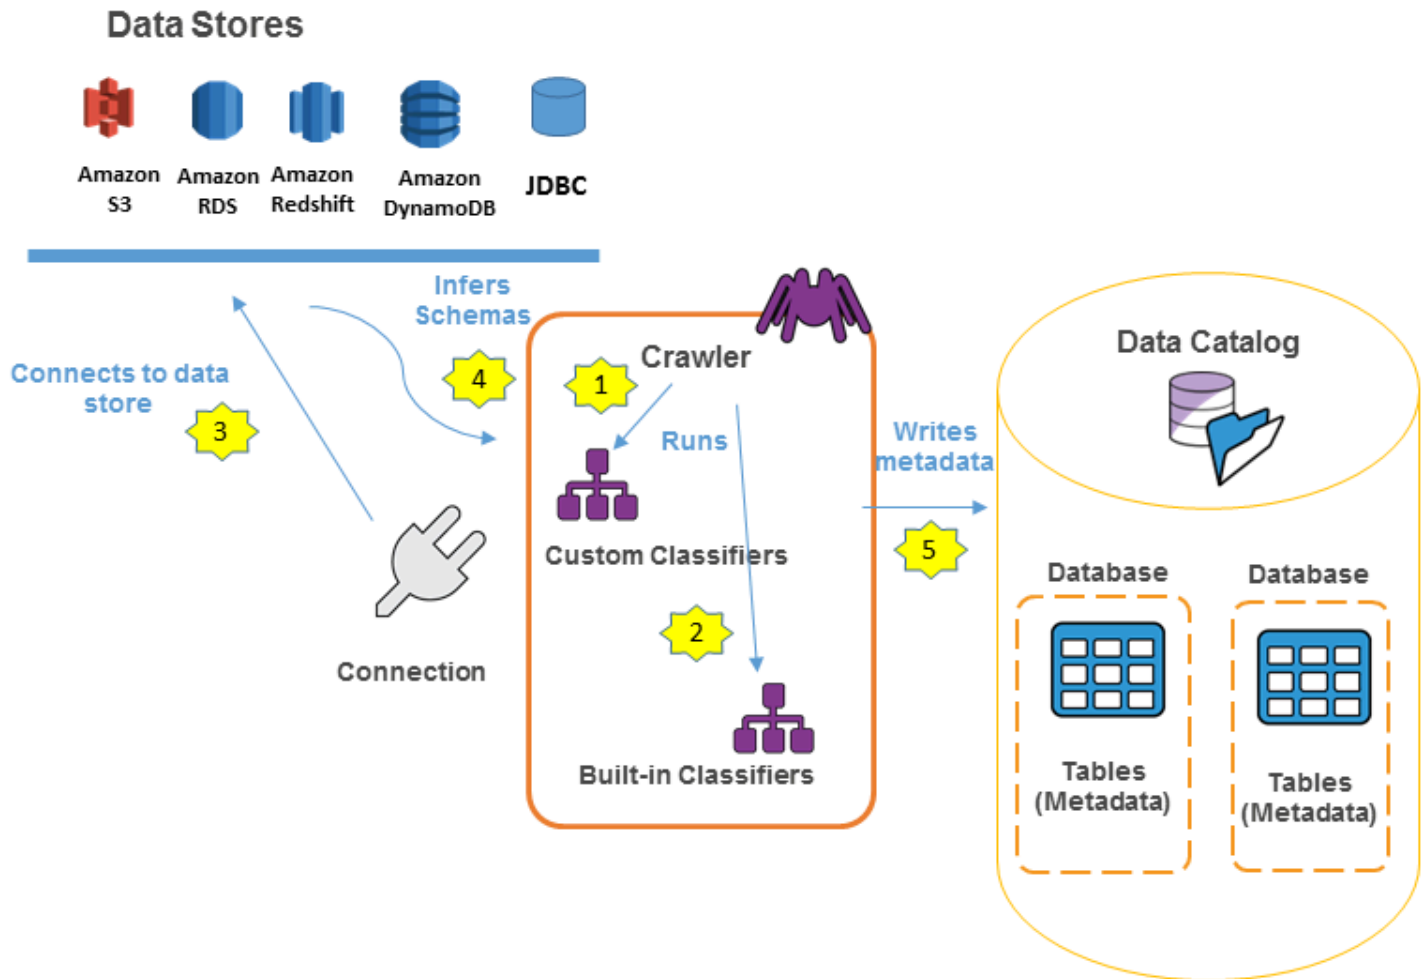 Data Stores
Amazon
S3
Amazon
RDS
Amazon
Redshift
Amazon
DynamoDB
JDBC
Infers
Schemas
4
Connects to data
store
3
Connection
Crawler
1
Runs
Custom Classifiers
2
Built-in Classifiers
Writes
metadata
5
Data Catalog
Database
Tables
(Metadata)
Database
Tables
(Metadata)